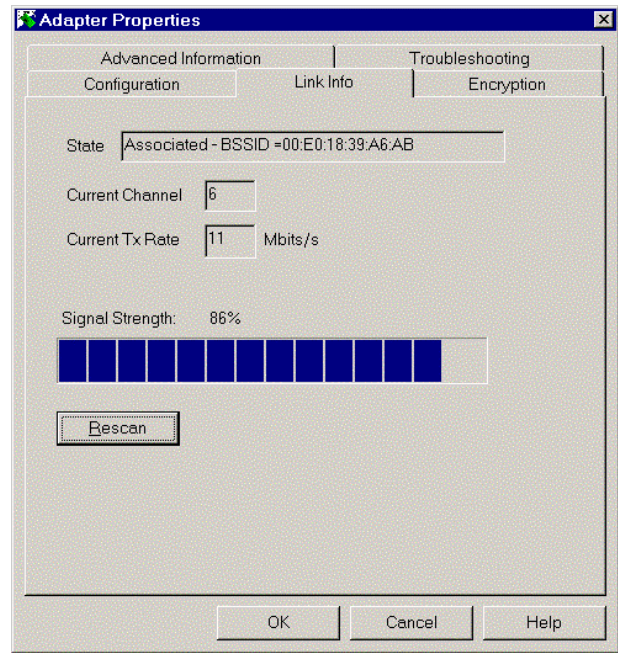 Adapter Properties
Advanced Information Troubleshooting
Configuration Link Info Encryption
State Associated - BSSID =00:E0:18:39:A6:AB
Current Channel 6
Current Tx Rate 11 Mbits/s
Signal Strength: 86%
Rescan
OK Cancel Help